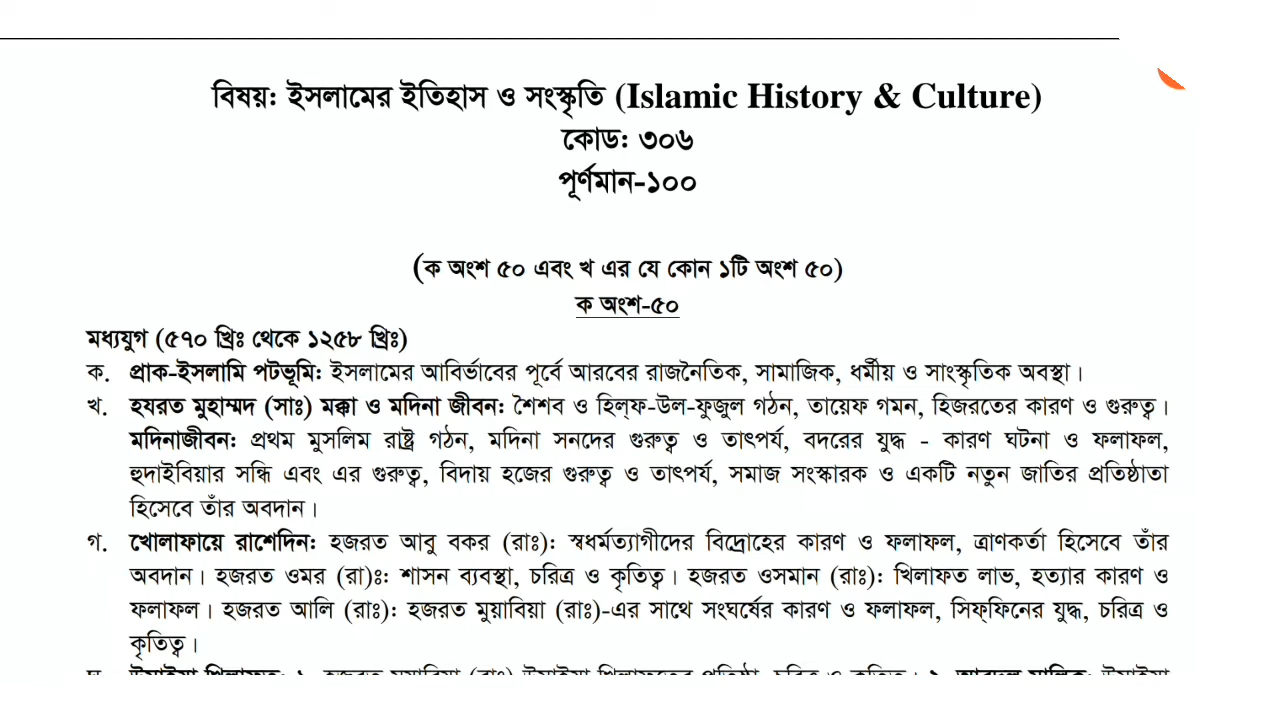 বিষয়ঃ ইসলামের ইতিহাস ও সংস্কৃতি (Islamic History & Culture)
কোডঃ ৩০৬
পূর্ণমান-১০০
(ক অংশ ৫০ এবং খ এর যে কোন ১টি অংশ ৫০)
ক অংশ-৫০
মধ্যযুগ (৫৭০ খ্রিঃ থেকে ১২৫৮ খ্রিঃ)
ক. প্রাক-ইসলামি পটভূমি: ইসলামের আবির্ভাবের পূর্বে আরবের রাজনৈতিক, সামাজিক, ধর্মীয় ও সাংস্কৃতিক অবস্থা।
খ. হযরত মুহাম্মদ (সাঃ) মক্কা ও মদিনা জীবন: শৈশব ও হিল্‌ফ-উল-ফুজুল গঠন, তায়েফ গমন, হিজরতের কারণ ও গুরুত্ব।
মদিনাজীবন: প্রথম মুসলিম রাষ্ট্র গঠন, মদিনা সনদের গুরুত্ব ও তাৎপর্য, বদরের যুদ্ধ - কারণ ঘটনা ও ফলাফল,
হুদাইবিয়ার সন্ধি এবং এর গুরুত্ব, বিদায় হজের গুরুত্ব ও তাৎপর্য, সমাজ সংস্কারক ও একটি নতুন জাতির প্রতিষ্ঠাতা
হিসেবে তাঁর অবদান।
গ. খোলাফায়ে রাশেদিন: হজরত আবু বকর (রাঃ): স্বধর্মত্যাগীদের বিদ্রোহের কারণ ও ফলাফল, ত্রাণকর্তা হিসেবে তাঁর
অবদান। হজরত ওমর (রা)ঃ: শাসন ব্যবস্থা, চরিত্র ও কৃতিত্ব। হজরত ওসমান (রাঃ): খিলাফত লাভ, হত্যার কারণ ও
ফলাফল। হজরত আলি (রাঃ): হজরত মুয়াবিয়া (রাঃ)-এর সাথে সংঘর্ষের কারণ ও ফলাফল, সিফ্‌ফিনের যুদ্ধ, চরিত্র ও
কৃতিত্ব।